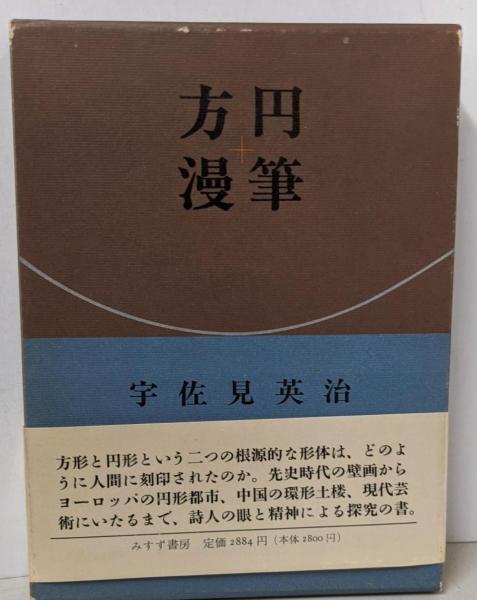 方円
漫筆
宇佐見英治
方形と円形という二つの根源的な形体は、どのよ
うに人間に刻印されたのか。先史時代の壁画から
ヨーロッパの円形都市、中国の環形土楼、現代芸
術にいたるまで、詩人の眼と精神による探究の書。
みすず書房 定価2884円（本体2800円）